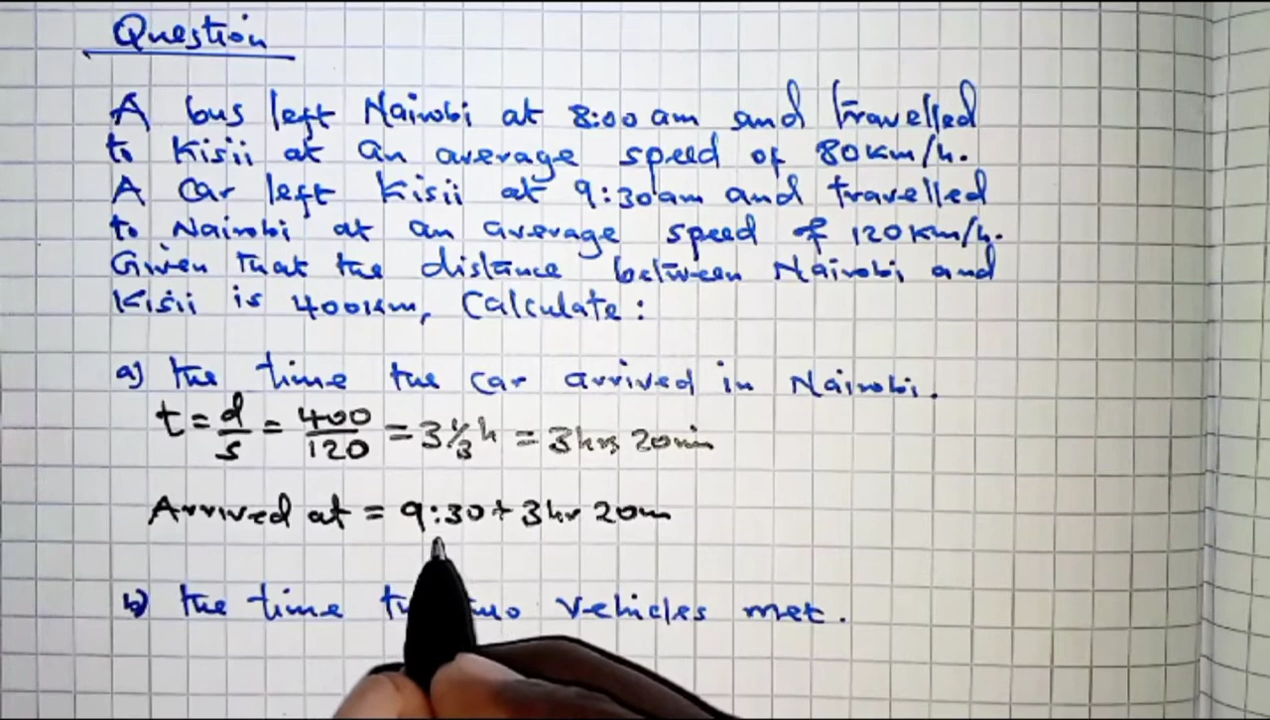 Question
A bus left Nairobi at 8:00am and travelled
to Kisii at an average speed of 80km/h.
A car left Kisii at 9:30am and travelled
to Nairobi at an average speed of 120km/h.
Given that the distance between Nairobi and
Kisii is 400km, Calculate:
a) the time the car arrived in Nairobi.
t = d/s = 400/120 = 3⅓h = 3hrs 20min
Arrived at = 9:30 + 3hr 20m
b) the time two vehicles met.